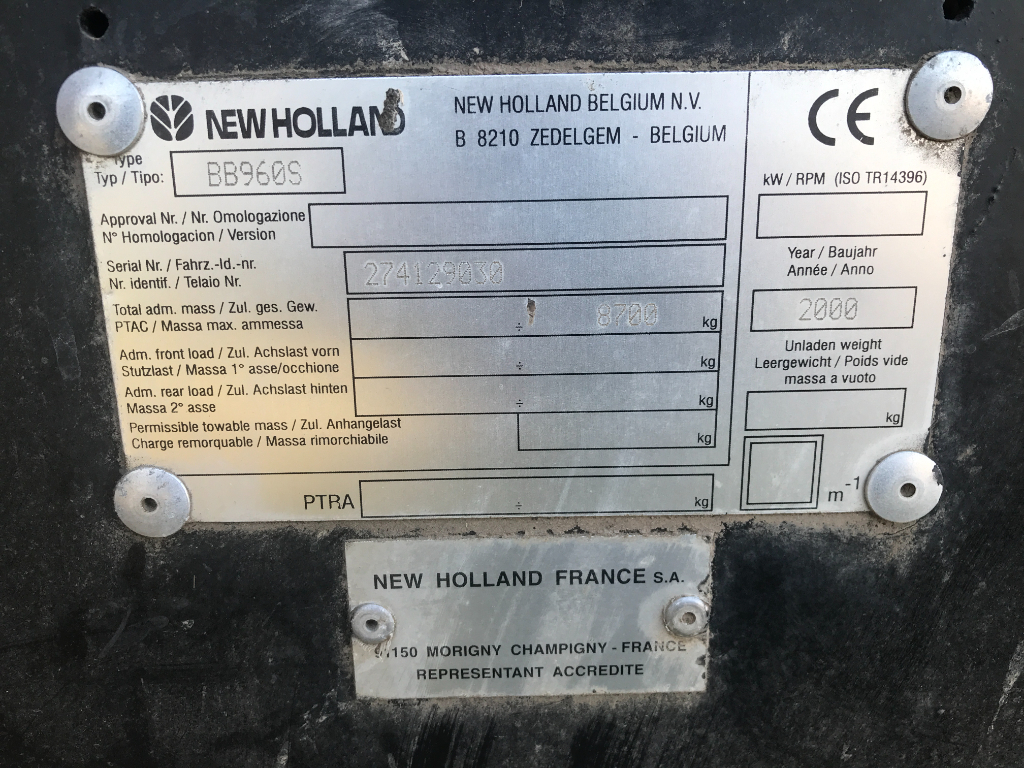 NEW HOLLAND
NEW HOLLAND BELGIUM N.V.
B 8210 ZEDELGEM - BELGIUM
CE
Type
Typ / Tipo:
BB960S
Approval Nr. / Nr. Omologazione
N° Homologacion / Version
Serial Nr. / Fahrz.-Id.-nr.
Nr. identif. / Telaio Nr.
274129030
Total adm. mass / Zul. ges. Gew.
PTAC / Massa max. ammessa
÷ 8700 kg
Adm. front load / Zul. Achslast vorn
Stutzlast / Massa 1° asse/occhione
÷ kg
Adm. rear load / Zul. Achslast hinten
Massa 2° asse
÷ kg
Permissible towable mass / Zul. Anhangelast
Charge remorquable / Massa rimorchiabile
kg
PTRA ÷ kg
kW / RPM (ISO TR14396)
Year / Baujahr
Année / Anno
2000
Unladen weight
Leergewicht / Poids vide
massa a vuoto
kg
m-1
NEW HOLLAND FRANCE S.A.
91150 MORIGNY CHAMPIGNY - FRANCE
REPRESENTANT ACCREDITE